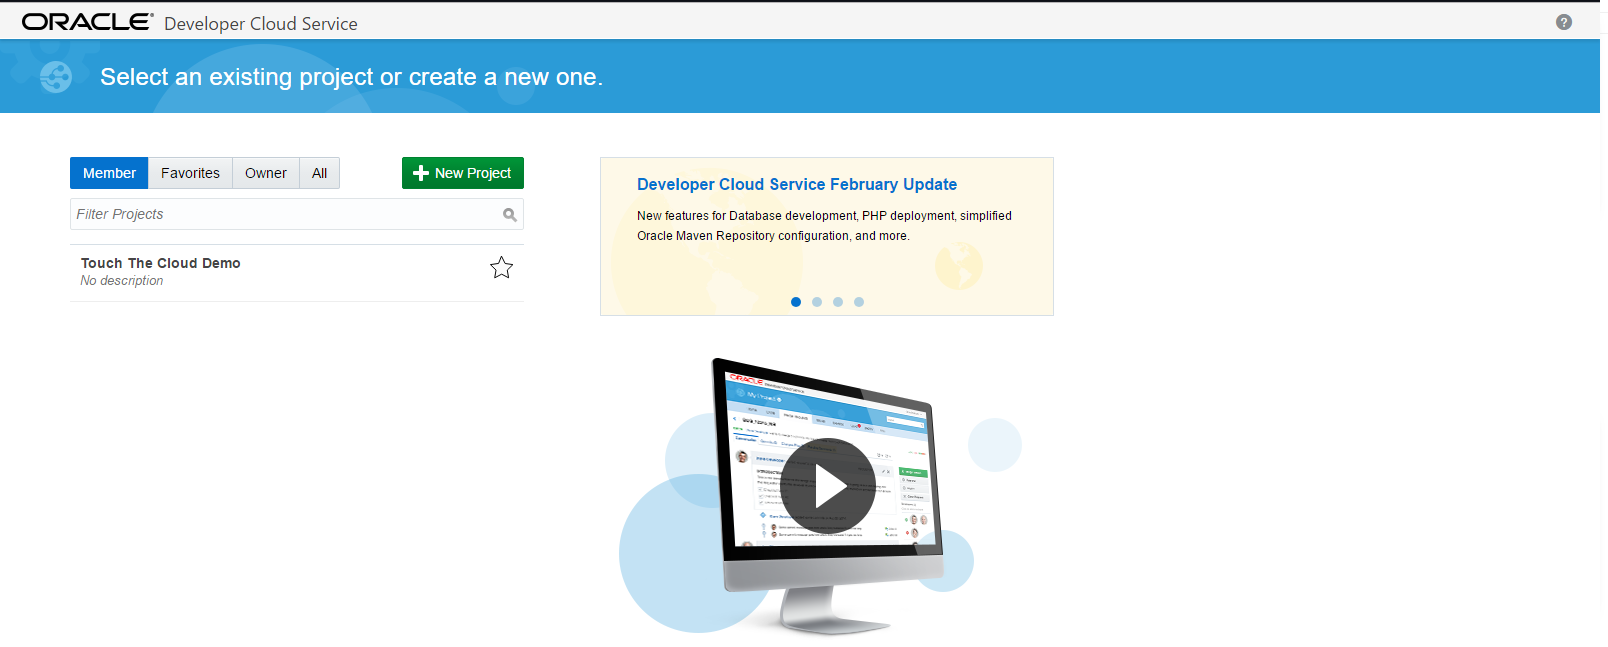 ORACLE® Developer Cloud Service
?
Select an existing project or create a new one.
Member Favorites Owner All
New Project
Filter Projects
Touch The Cloud Demo
No description
Developer Cloud Service February Update
New features for Database development, PHP deployment, simplified
Oracle Maven Repository configuration, and more.
ORACLE